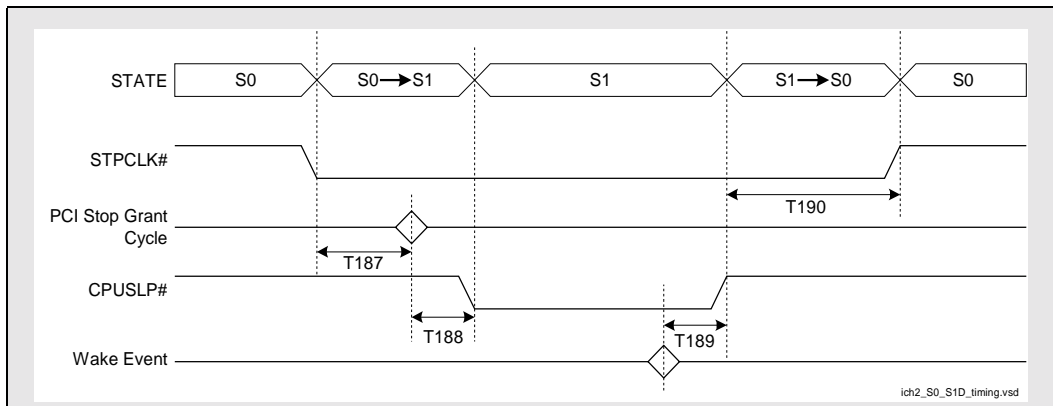 STATE
S0
S0→S1
S1
S1→S0
S0
STPCLK#
T190
PCI Stop Grant
Cycle
T187
CPUSLP#
T188
T189
Wake Event
ich2_S0_S1D_timing.vsd